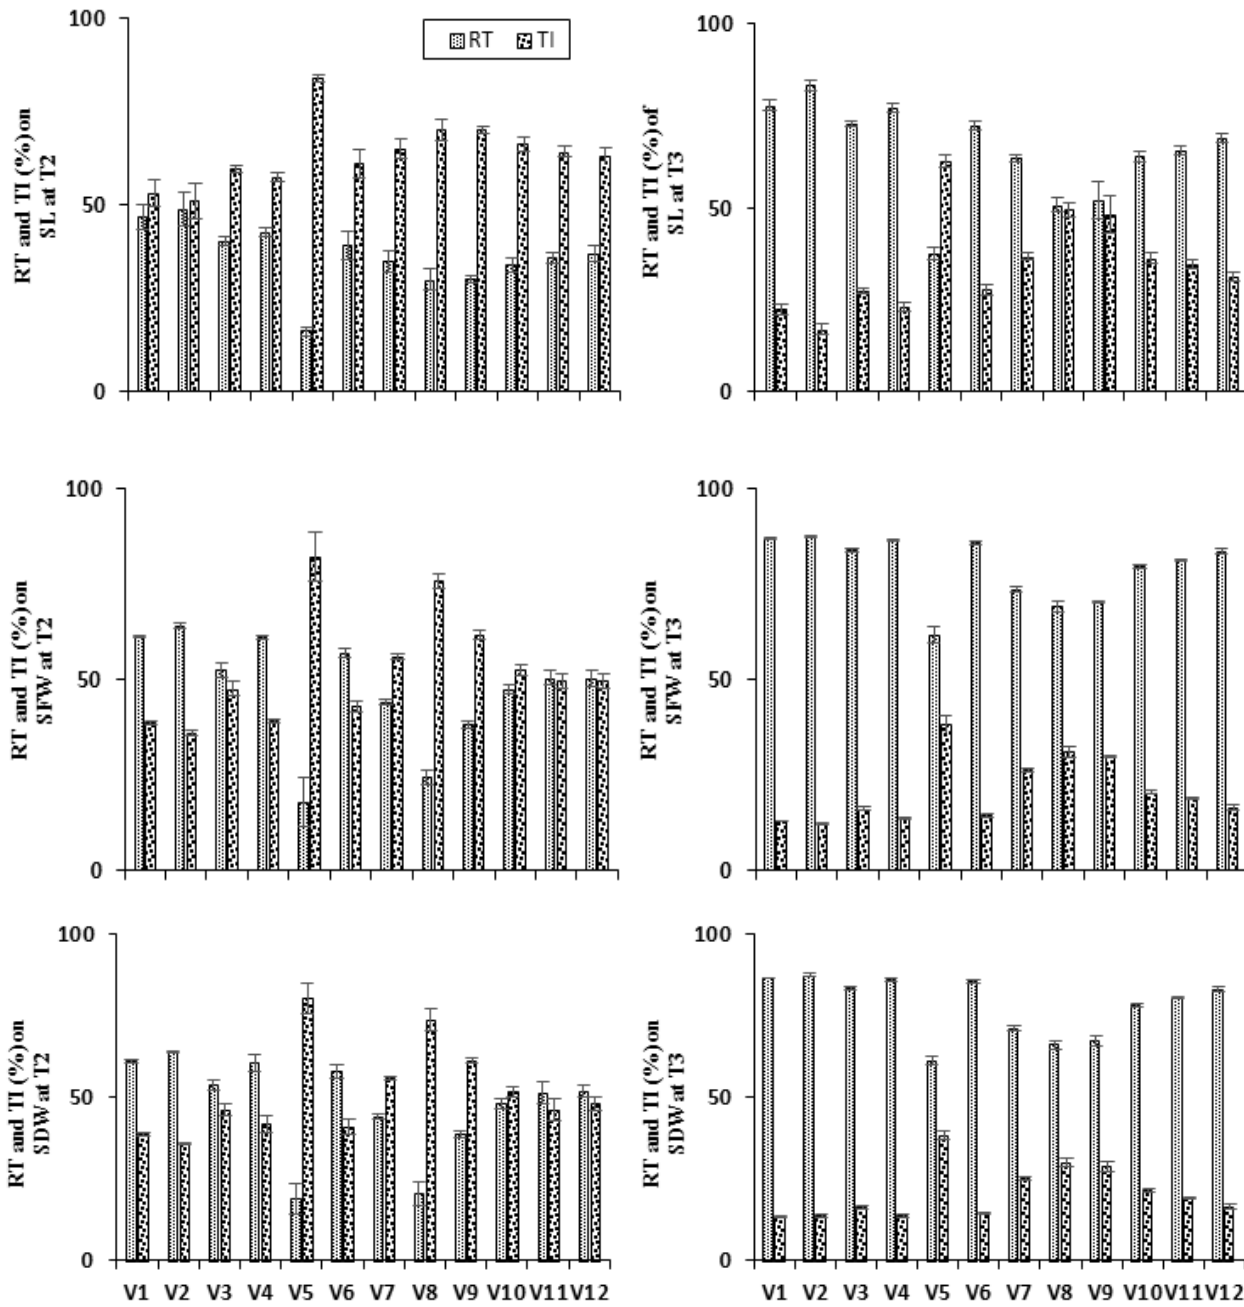 100
RT TI
50
0
RT and TI (%)on
SL at T2
100
50
0
RT and TI (%)of
SL at T3
100
50
0
RT and TI (%)on
SFW at T2
100
50
0
RT and TI (%)on
SFW at T3
100
50
0
RT and TI (%)on
SDW at T2
V1 V2 V3 V4 V5 V6 V7 V8 V9 V10 V11 V12
100
50
0
RT and TI (%)on
SDW at T3
V1 V2 V3 V4 V5 V6 V7 V8 V9 V10 V11 V12